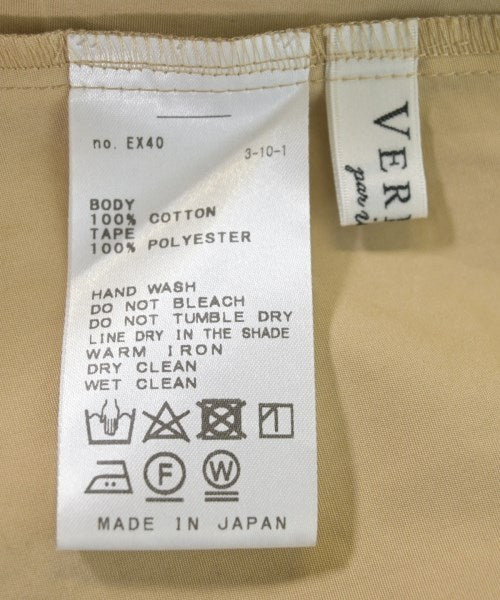 no. EX40
3-10-1
BODY
100% COTTON
TAPE
100% POLYESTER
HAND WASH
DO NOT BLEACH
DO NOT TUMBLE DRY
LINE DRY IN THE SHADE
WARM IRON
DRY CLEAN
WET CLEAN
F W
MADE IN JAPAN
VER
par